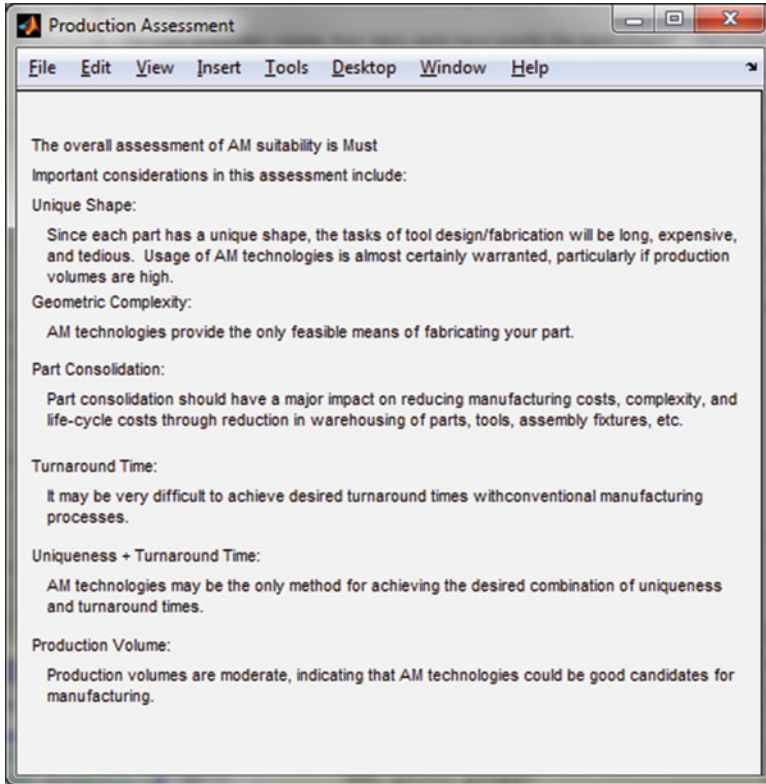 Production Assessment
File Edit View Insert Tools Desktop Window Help
The overall assessment of AM suitability is Must
Important considerations in this assessment include:
Unique Shape:
Since each part has a unique shape, the tasks of tool design/fabrication will be long, expensive,
and tedious. Usage of AM technologies is almost certainly warranted, particularly if production
volumes are high.
Geometric Complexity:
AM technologies provide the only feasible means of fabricating your part.
Part Consolidation:
Part consolidation should have a major impact on reducing manufacturing costs, complexity, and
life-cycle costs through reduction in warehousing of parts, tools, assembly fixtures, etc.
Turnaround Time:
It may be very difficult to achieve desired turnaround times withconventional manufacturing
processes.
Uniqueness + Turnaround Time:
AM technologies may be the only method for achieving the desired combination of uniqueness
and turnaround times.
Production Volume:
Production volumes are moderate, indicating that AM technologies could be good candidates for
manufacturing.